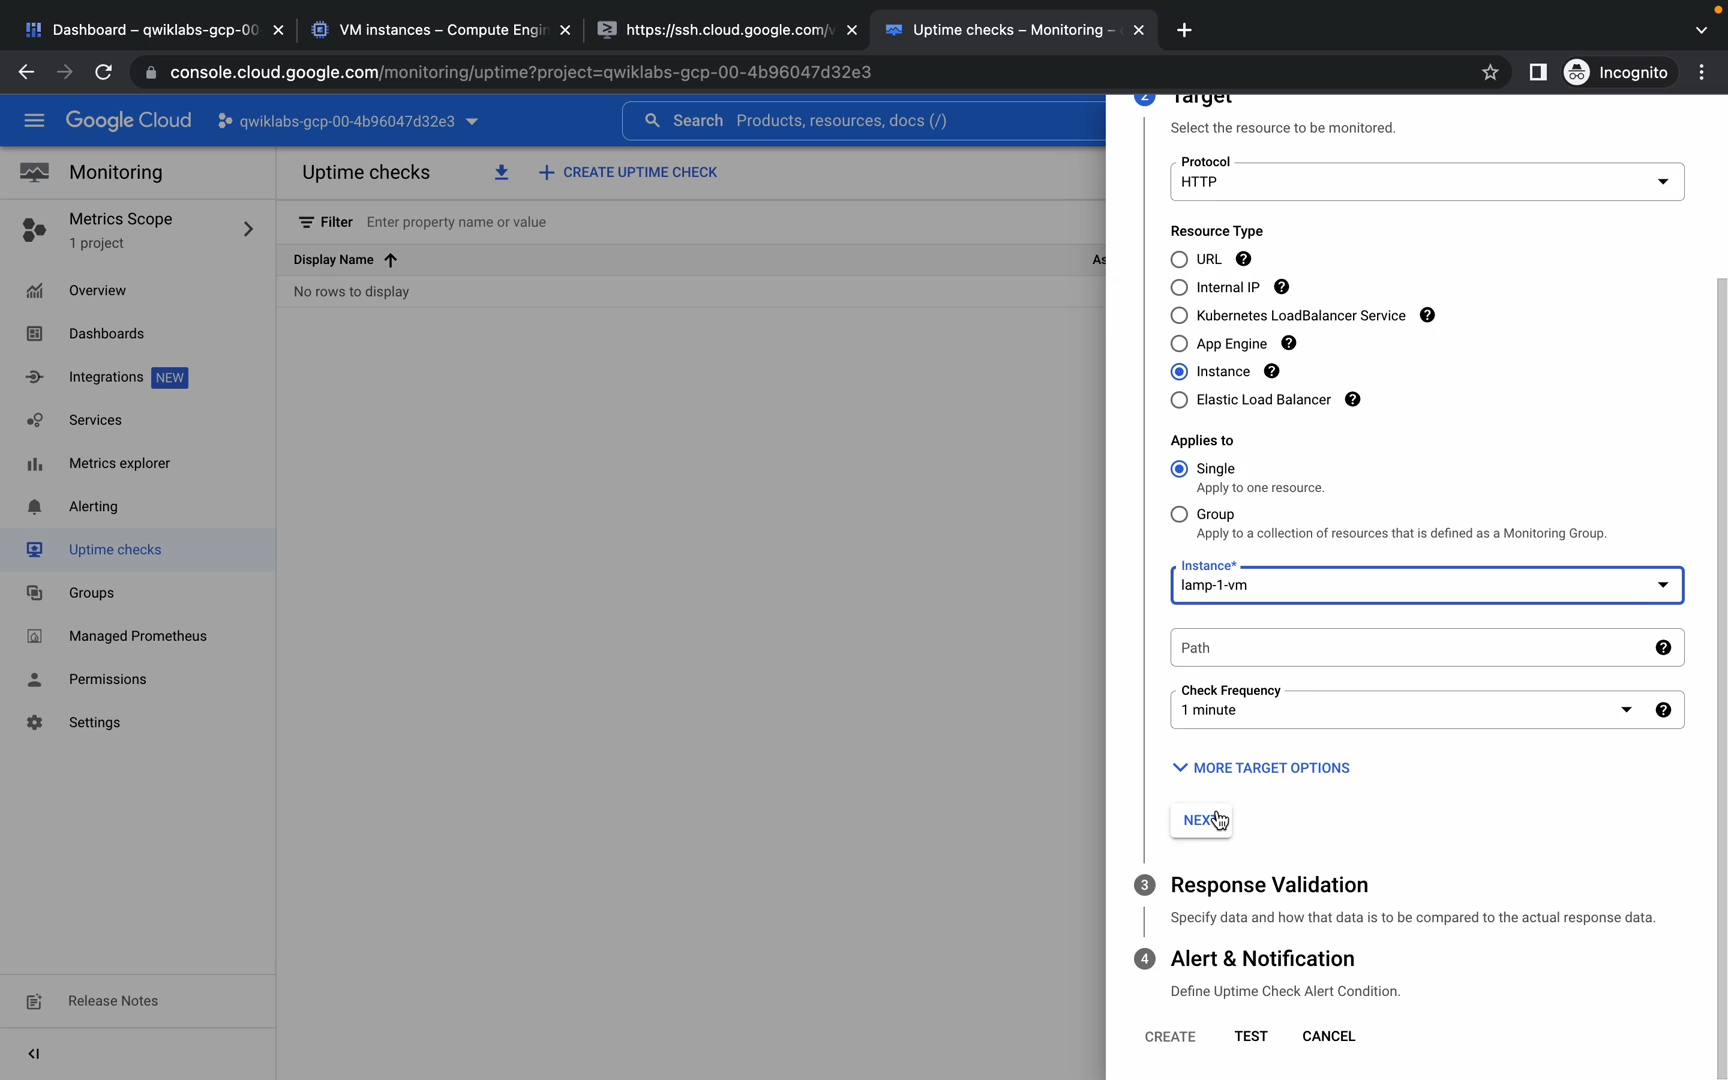 Dashboard – qwiklabs-gcp-00
VM instances – Compute Engin
https://ssh.cloud.google.com/v
Uptime checks – Monitoring –
console.cloud.google.com/monitoring/uptime?project=qwiklabs-gcp-00-4b96047d32e3
Incognito
Google Cloud
qwiklabs-gcp-00-4b96047d32e3
Search Products, resources, docs (/)
Monitoring
Metrics Scope
1 project
Overview
Dashboards
Integrations NEW
Services
Metrics explorer
Alerting
Uptime checks
Groups
Managed Prometheus
Permissions
Settings
Release Notes
Uptime checks
CREATE UPTIME CHECK
Filter Enter property name or value
Display Name
As
No rows to display
2 Target
Select the resource to be monitored.
Protocol
HTTP
Resource Type
URL
Internal IP
Kubernetes LoadBalancer Service
App Engine
Instance
Elastic Load Balancer
Applies to
Single
Apply to one resource.
Group
Apply to a collection of resources that is defined as a Monitoring Group.
Instance*
lamp-1-vm
Path
Check Frequency
1 minute
MORE TARGET OPTIONS
NEXT
3 Response Validation
Specify data and how that data is to be compared to the actual response data.
4 Alert & Notification
Define Uptime Check Alert Condition.
CREATE TEST CANCEL